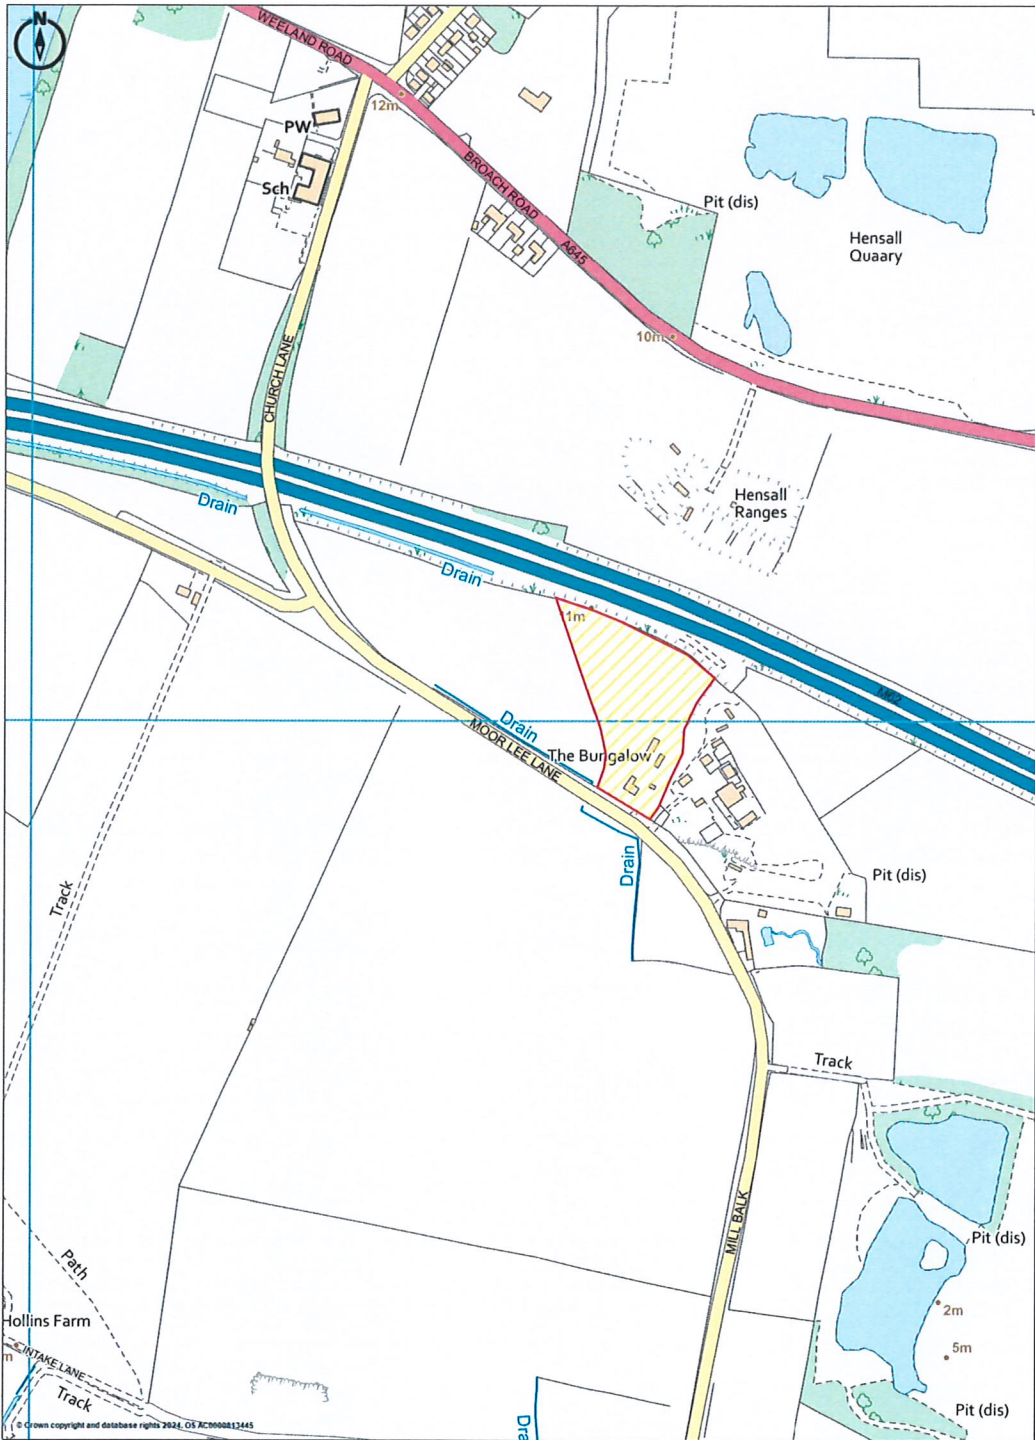 N
WEELAND ROAD
12m
PW
Sch
BROACH ROAD
A645
Pit (dis)
Hensall
Quaary
10m
CHURCH LANE
Drain
Hensall
Ranges
Drain
11m
M62
Drain
MOOR LEE LANE
The Bungalow
Drain
Pit (dis)
Track
Track
MILL BALK
Pit (dis)
Path
2m
Hollins Farm
5m
m
INTAKE LANE
Track
Pit (dis)
Dra
© Crown copyright and database rights 2024. OS AC0000813445